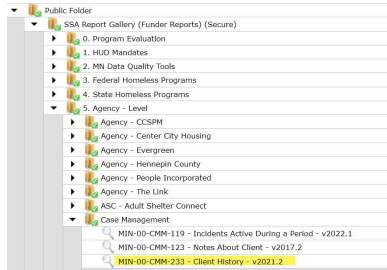 Public Folder
SSA Report Gallery (Funder Reports) (Secure)
0. Program Evaluation
1. HUD Mandates
2. MN Data Quality Tools
3. Federal Homeless Programs
4. State Homeless Programs
5. Agency - Level
Agency - CCSPM
Agency - Center City Housing
Agency - Evergreen
Agency - Hennepin County
Agency - People Incorporated
Agency - The Link
ASC - Adult Shelter Connect
Case Management
MIN-00-CMM-119 - Incidents Active During a Period - v2022.1
MIN-00-CMM-123 - Notes About Client - v2017.2
MIN-00-CMM-233 - Client History - v2021.2